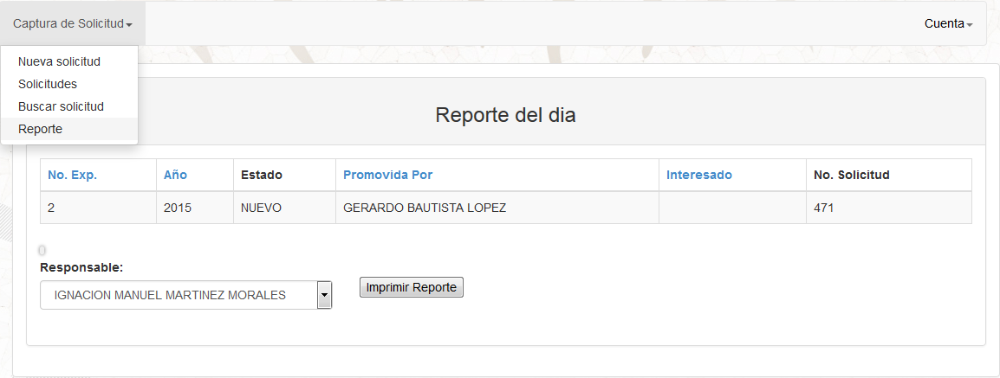 Captura de Solicitud
Cuenta
Nueva solicitud
Solicitudes
Buscar solicitud
Reporte
Reporte del dia
No. Exp. Año Estado Promovida Por Interesado No. Solicitud
2 2015 NUEVO GERARDO BAUTISTA LOPEZ 471
0
Responsable:
IGNACION MANUEL MARTINEZ MORALES
Imprimir Reporte